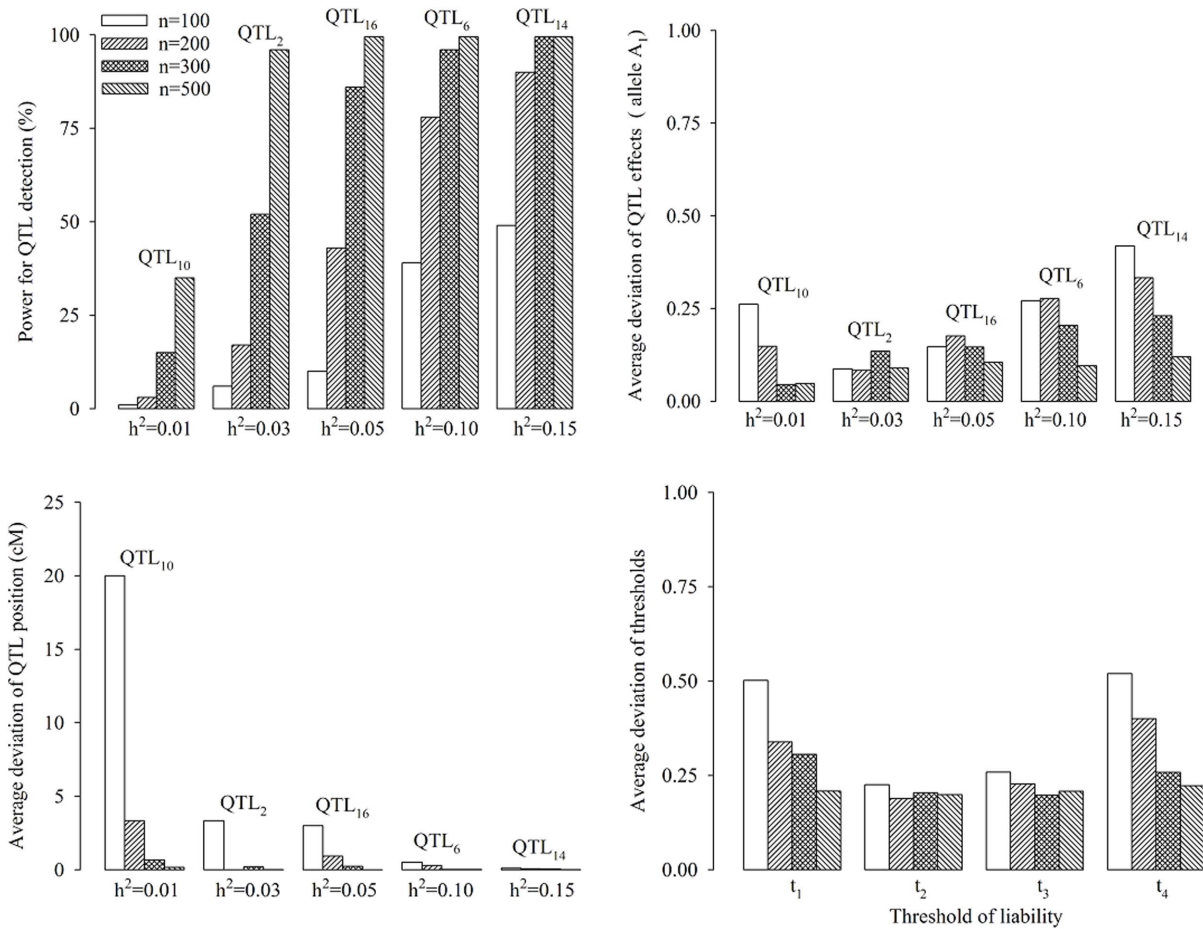 n=100
n=200
n=300
n=500
QTL10
QTL2
QTL16
QTL6
QTL14
100
75
50
25
0
Power for QTL detection (%)
h²=0.01 h²=0.03 h²=0.05 h²=0.10 h²=0.15
1.00
0.75
0.50
0.25
0.00
Average deviation of QTL effects ( allele A1)
QTL10
QTL2
QTL16
QTL6
QTL14
h²=0.01 h²=0.03 h²=0.05 h²=0.10 h²=0.15
25
20
15
10
5
0
Average deviation of QTL position (cM)
QTL10
QTL2
QTL16
QTL6
QTL14
h²=0.01 h²=0.03 h²=0.05 h²=0.10 h²=0.15
1.00
0.75
0.50
0.25
0.00
Average deviation of thresholds
t1 t2 t3 t4
Threshold of liability